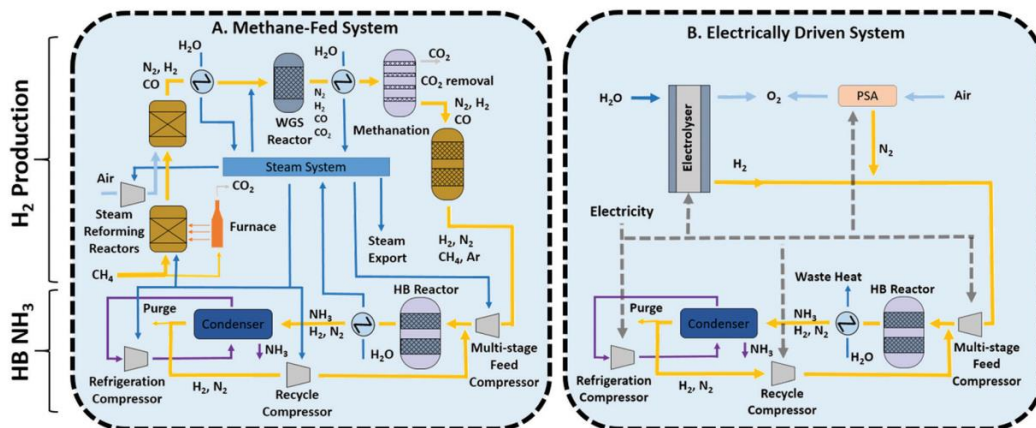 A. Methane-Fed System
B. Electrically Driven System
H₂ Production
HB NH₃
H₂O
N₂, H₂
CO
WGS
Reactor
H₂O
N₂
H₂
CO
CO₂
CO₂
CO₂ removal
Methanation
N₂, H₂
CO
Steam System
Air
CO₂
Steam
Reforming
Reactors
Furnace
CH₄
Steam
Export
H₂, N₂
CH₄, Ar
Purge
Condenser
NH₃
H₂, N₂
HB Reactor
NH₃
H₂O
Refrigeration
Compressor
H₂, N₂
Recycle
Compressor
Multi-stage
Feed
Compressor
H₂O
Electrolyser
O₂
PSA
Air
N₂
H₂
Electricity
Waste Heat
Purge
Condenser
NH₃
H₂, N₂
HB Reactor
NH₃
H₂O
Refrigeration
Compressor
H₂, N₂
Recycle
Compressor
Multi-stage
Feed
Compressor